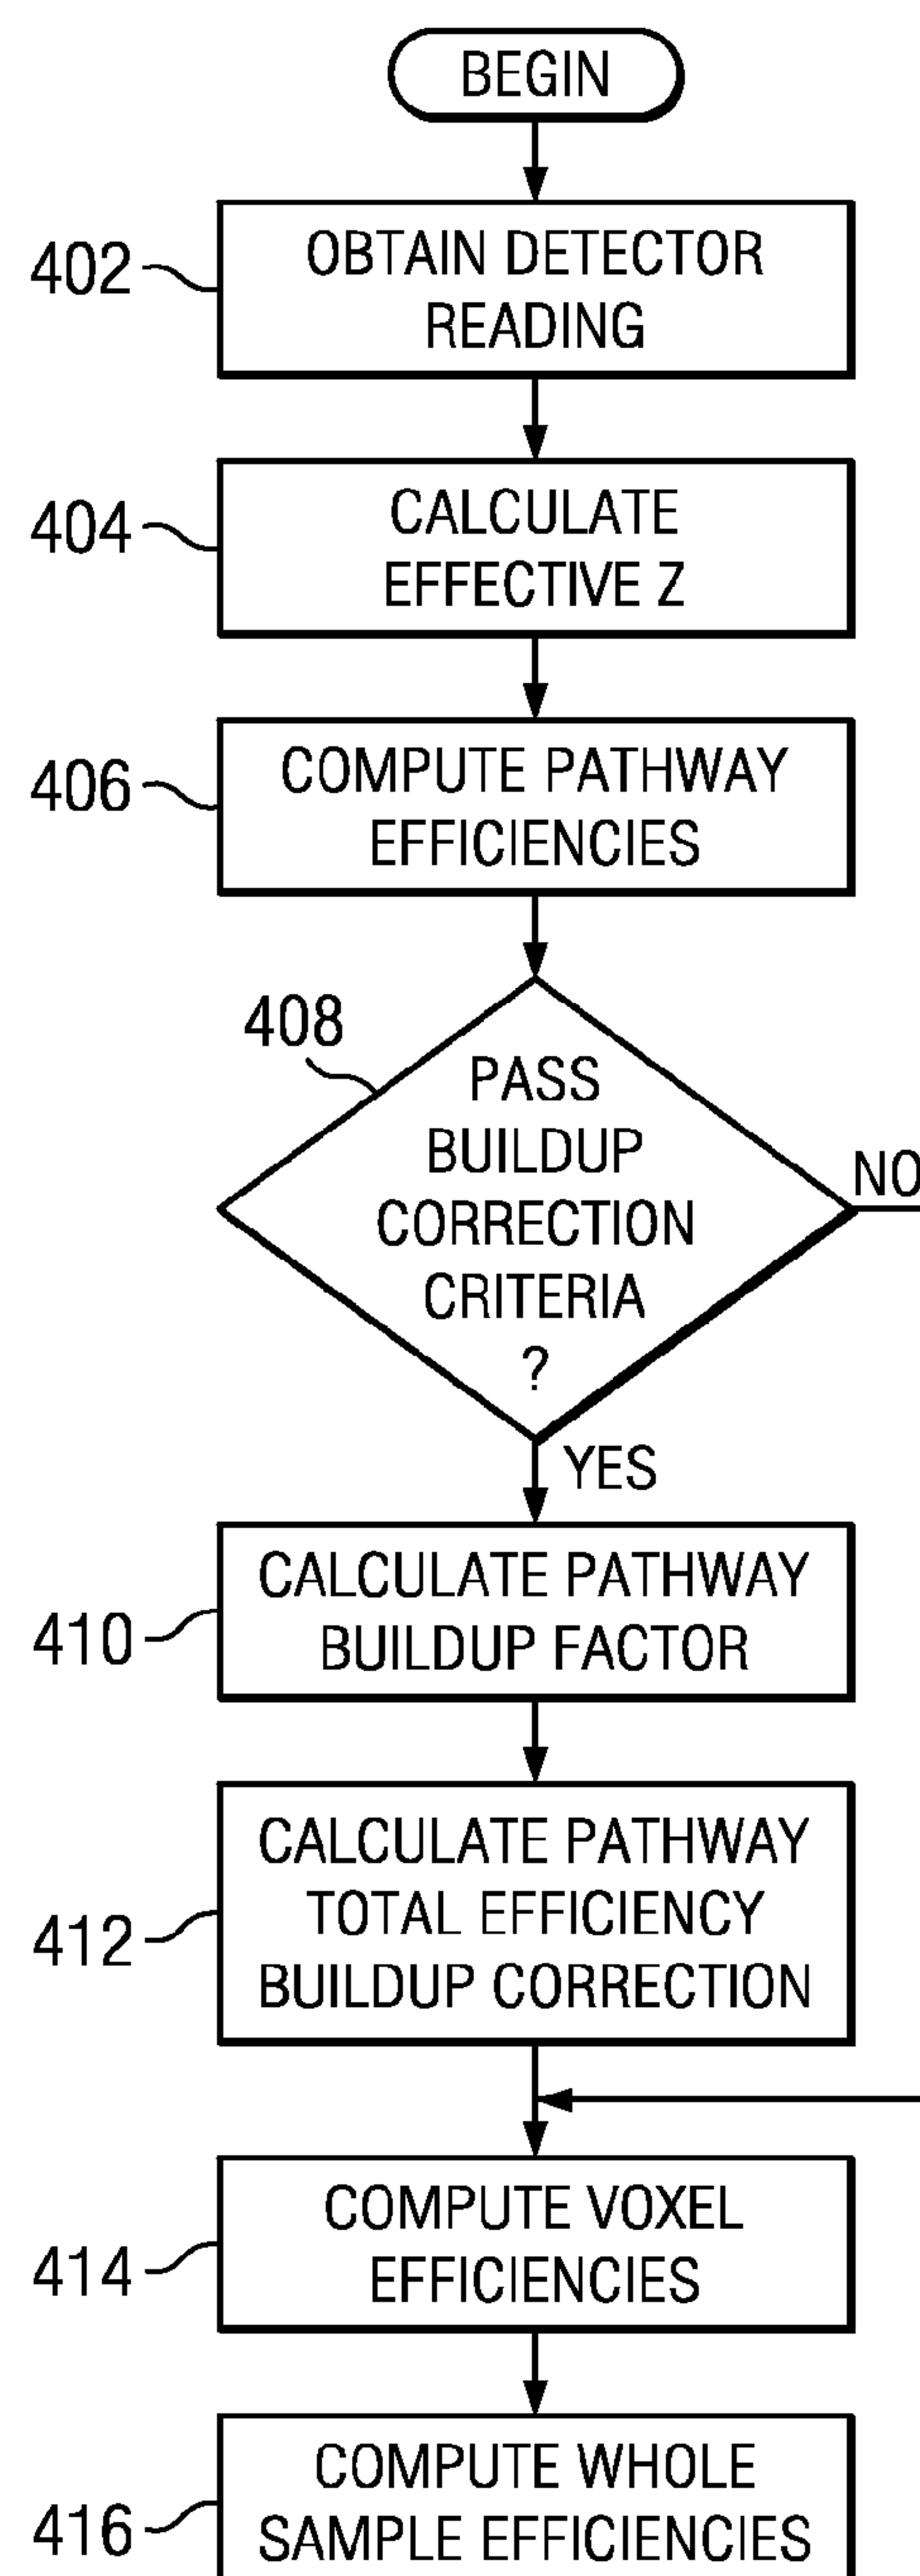 BEGIN
402
OBTAIN DETECTOR
READING
404
CALCULATE
EFFECTIVE Z
406
COMPUTE PATHWAY
EFFICIENCIES
408
PASS
BUILDUP
CORRECTION
CRITERIA
?
NO
YES
410
CALCULATE PATHWAY
BUILDUP FACTOR
412
CALCULATE PATHWAY
TOTAL EFFICIENCY
BUILDUP CORRECTION
414
COMPUTE VOXEL
EFFICIENCIES
416
COMPUTE WHOLE
SAMPLE EFFICIENCIES